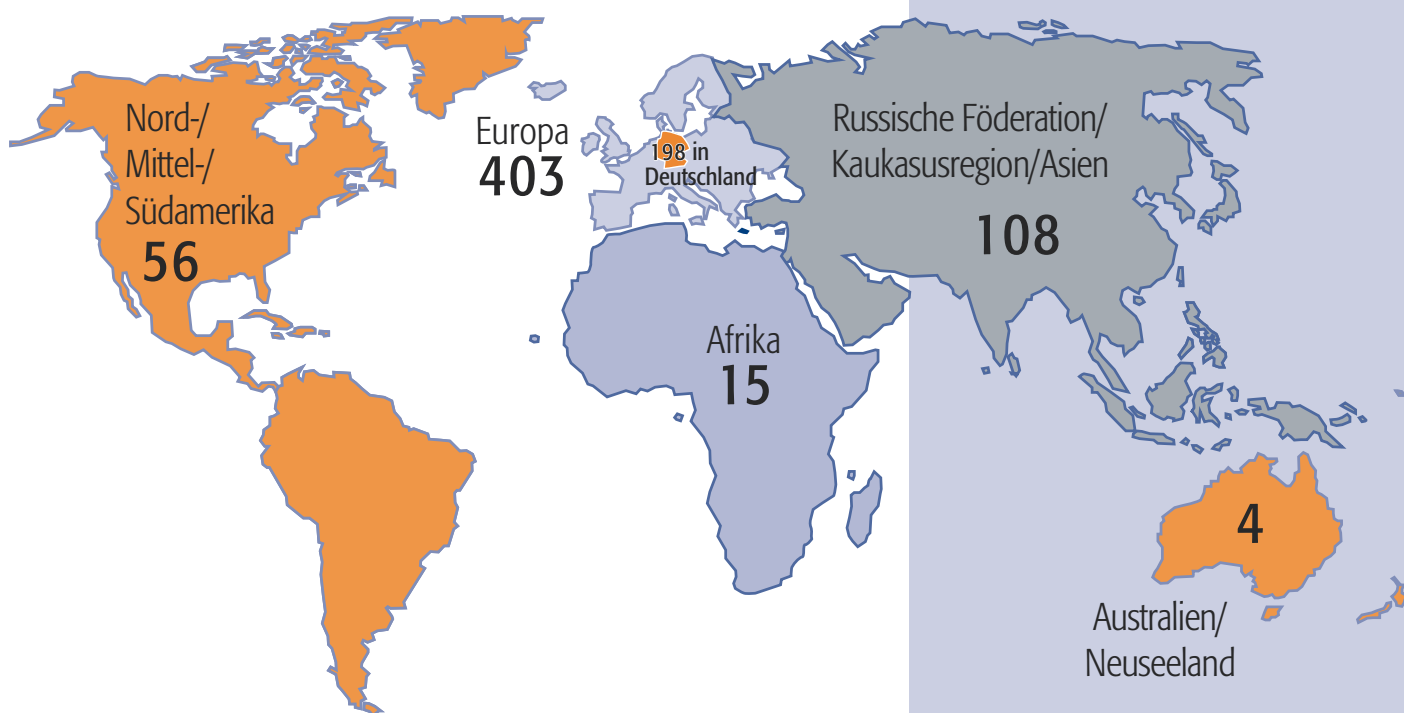 Nord-/
Mittel-/
Südamerika
56
Europa
403
198 in
Deutschland
Russische Föderation/
Kaukasusregion/Asien
108
Afrika
15
4
Australien/
Neuseeland